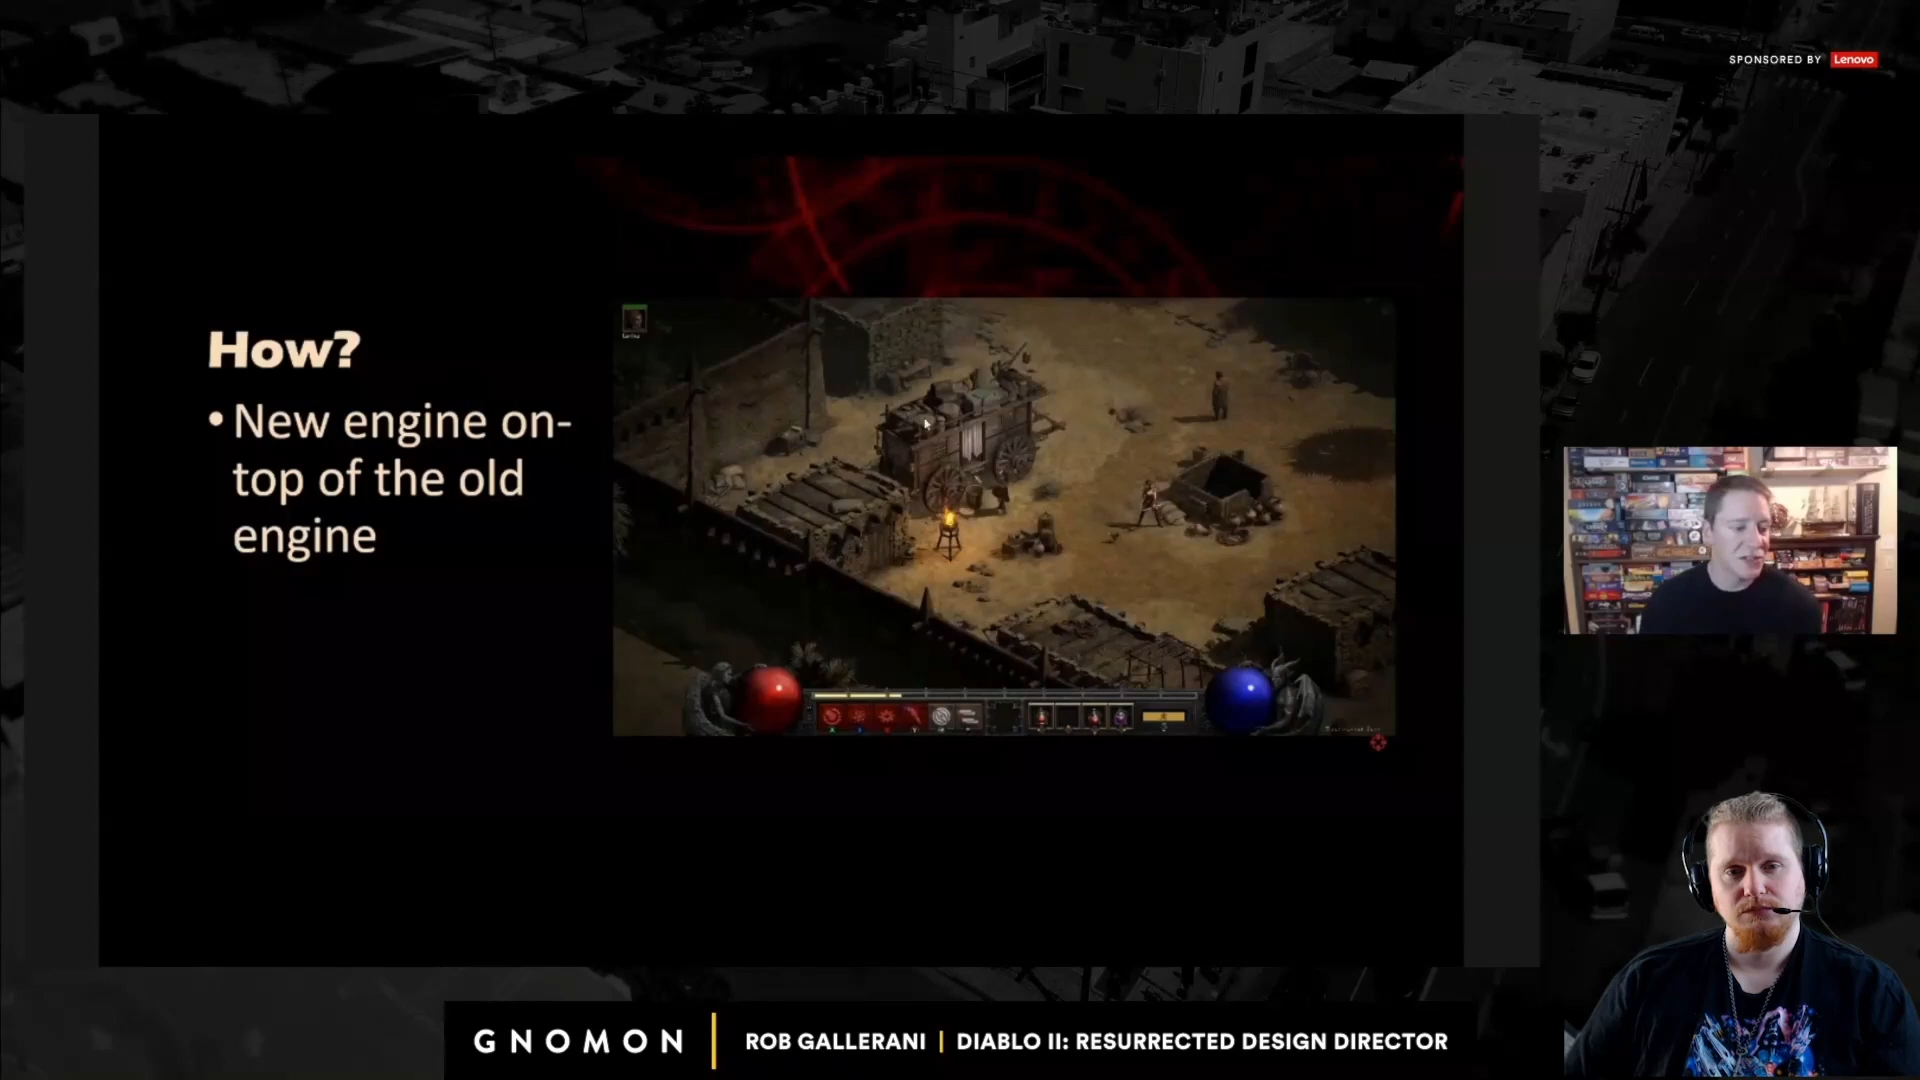 SPONSORED BY Lenovo
How?
• New engine on-
top of the old
engine
GNOMON | ROB GALLERANI | DIABLO II: RESURRECTED DESIGN DIRECTOR